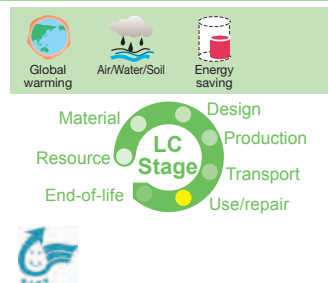 Global
warming
Air/Water/Soil
Energy
saving
Design
Material
Production
LC
Stage
Resource
Transport
End-of-life
Use/repair